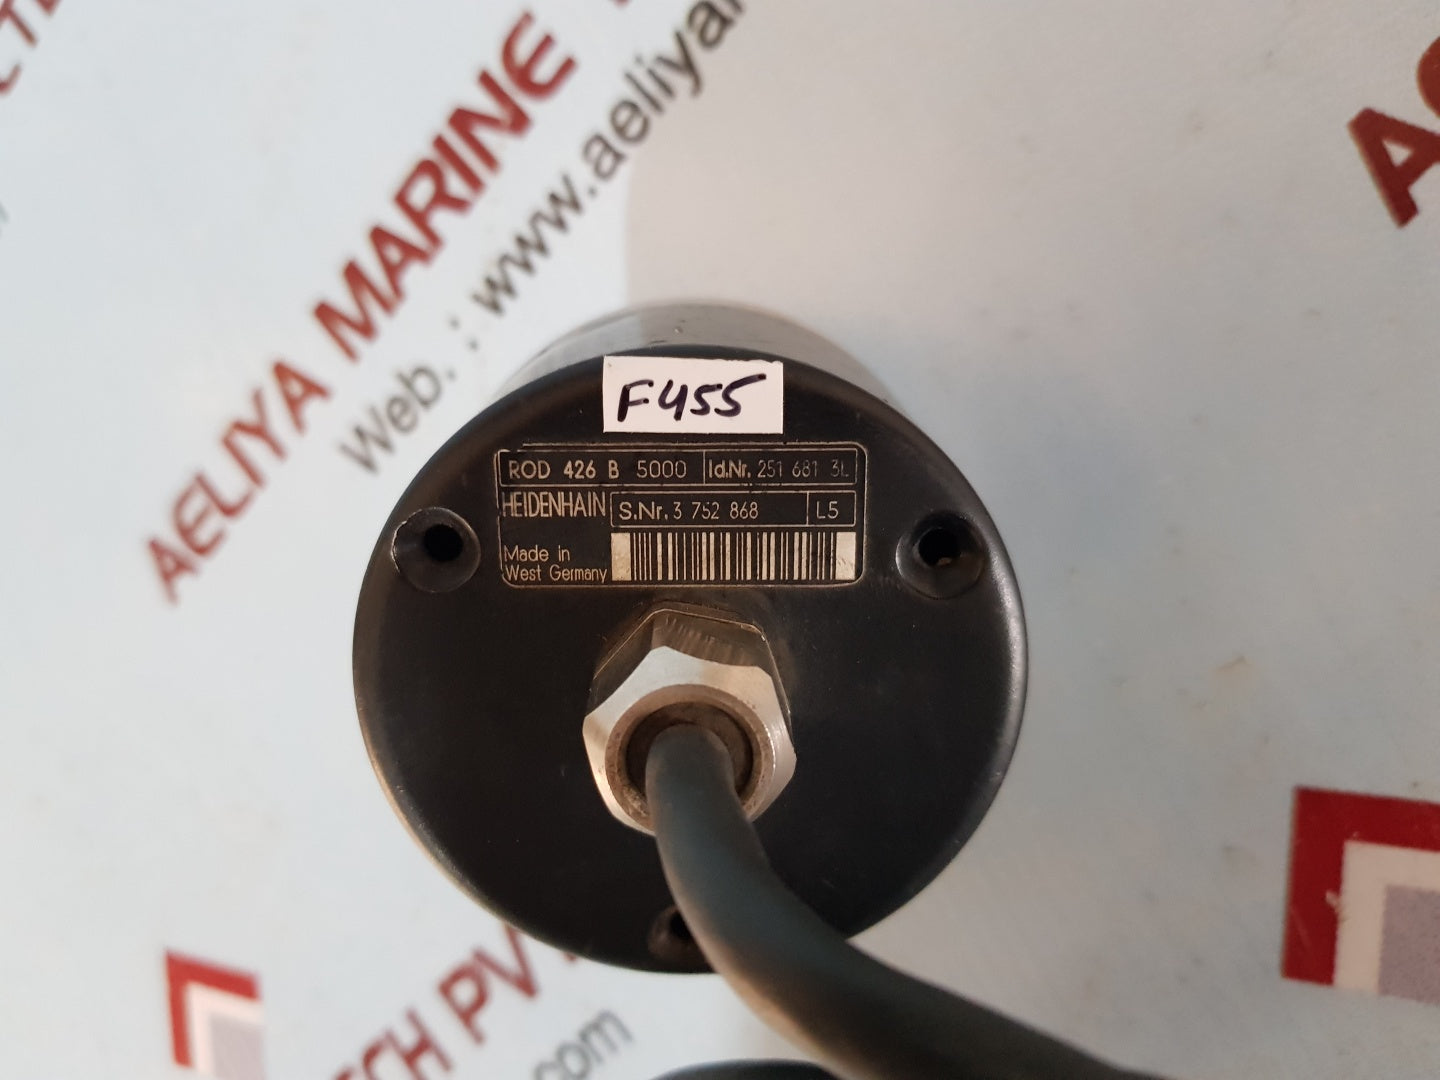 AELIYA MARINE
Web. : www.aeliya
F455
ROD 426 B 5000 Id.Nr. 251 681 3L
HEIDENHAIN S.Nr. 3 752 868 L5
Made in
West Germany